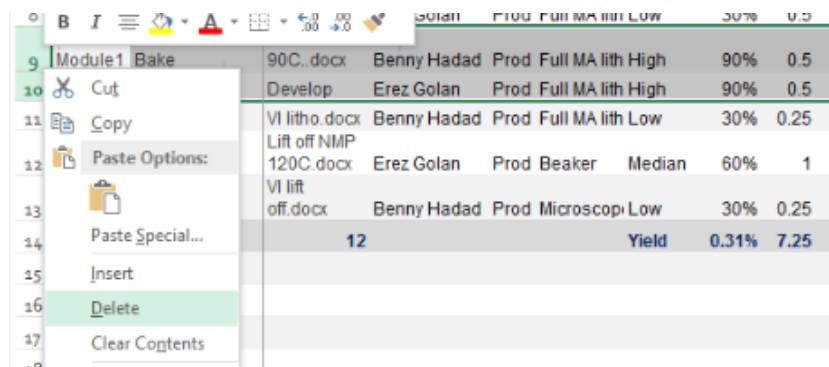 B I A .00 .00
8 Golan Prod Full MA lith Low 30% 0.5
9 Module1 Bake 90C..docx Benny Hadad Prod Full MA lith High 90% 0.5
10 Cut Develop Erez Golan Prod Full MA lith High 90% 0.5
11 Copy VI litho.docx Benny Hadad Prod Full MA lith Low 30% 0.25
Lift off NMP
12 Paste Options: 120C.docx Erez Golan Prod Beaker Median 60% 1
VI lift
13 off.docx Benny Hadad Prod Microscop Low 30% 0.25
14 Paste Special... 12 Yield 0.31% 7.25
15 Insert
16 Delete
17 Clear Contents
18